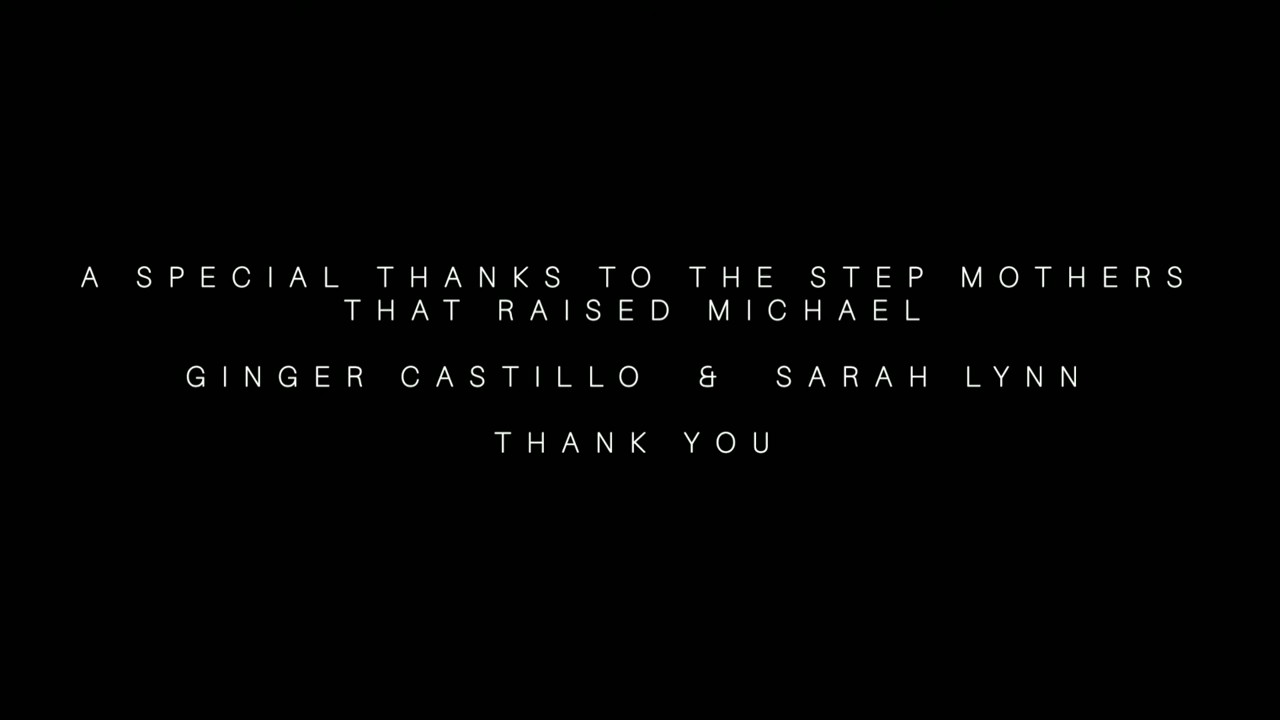 A SPECIAL THANKS TO THE STEP MOTHERS
THAT RAISED MICHAEL
GINGER CASTILLO & SARAH LYNN
THANK YOU